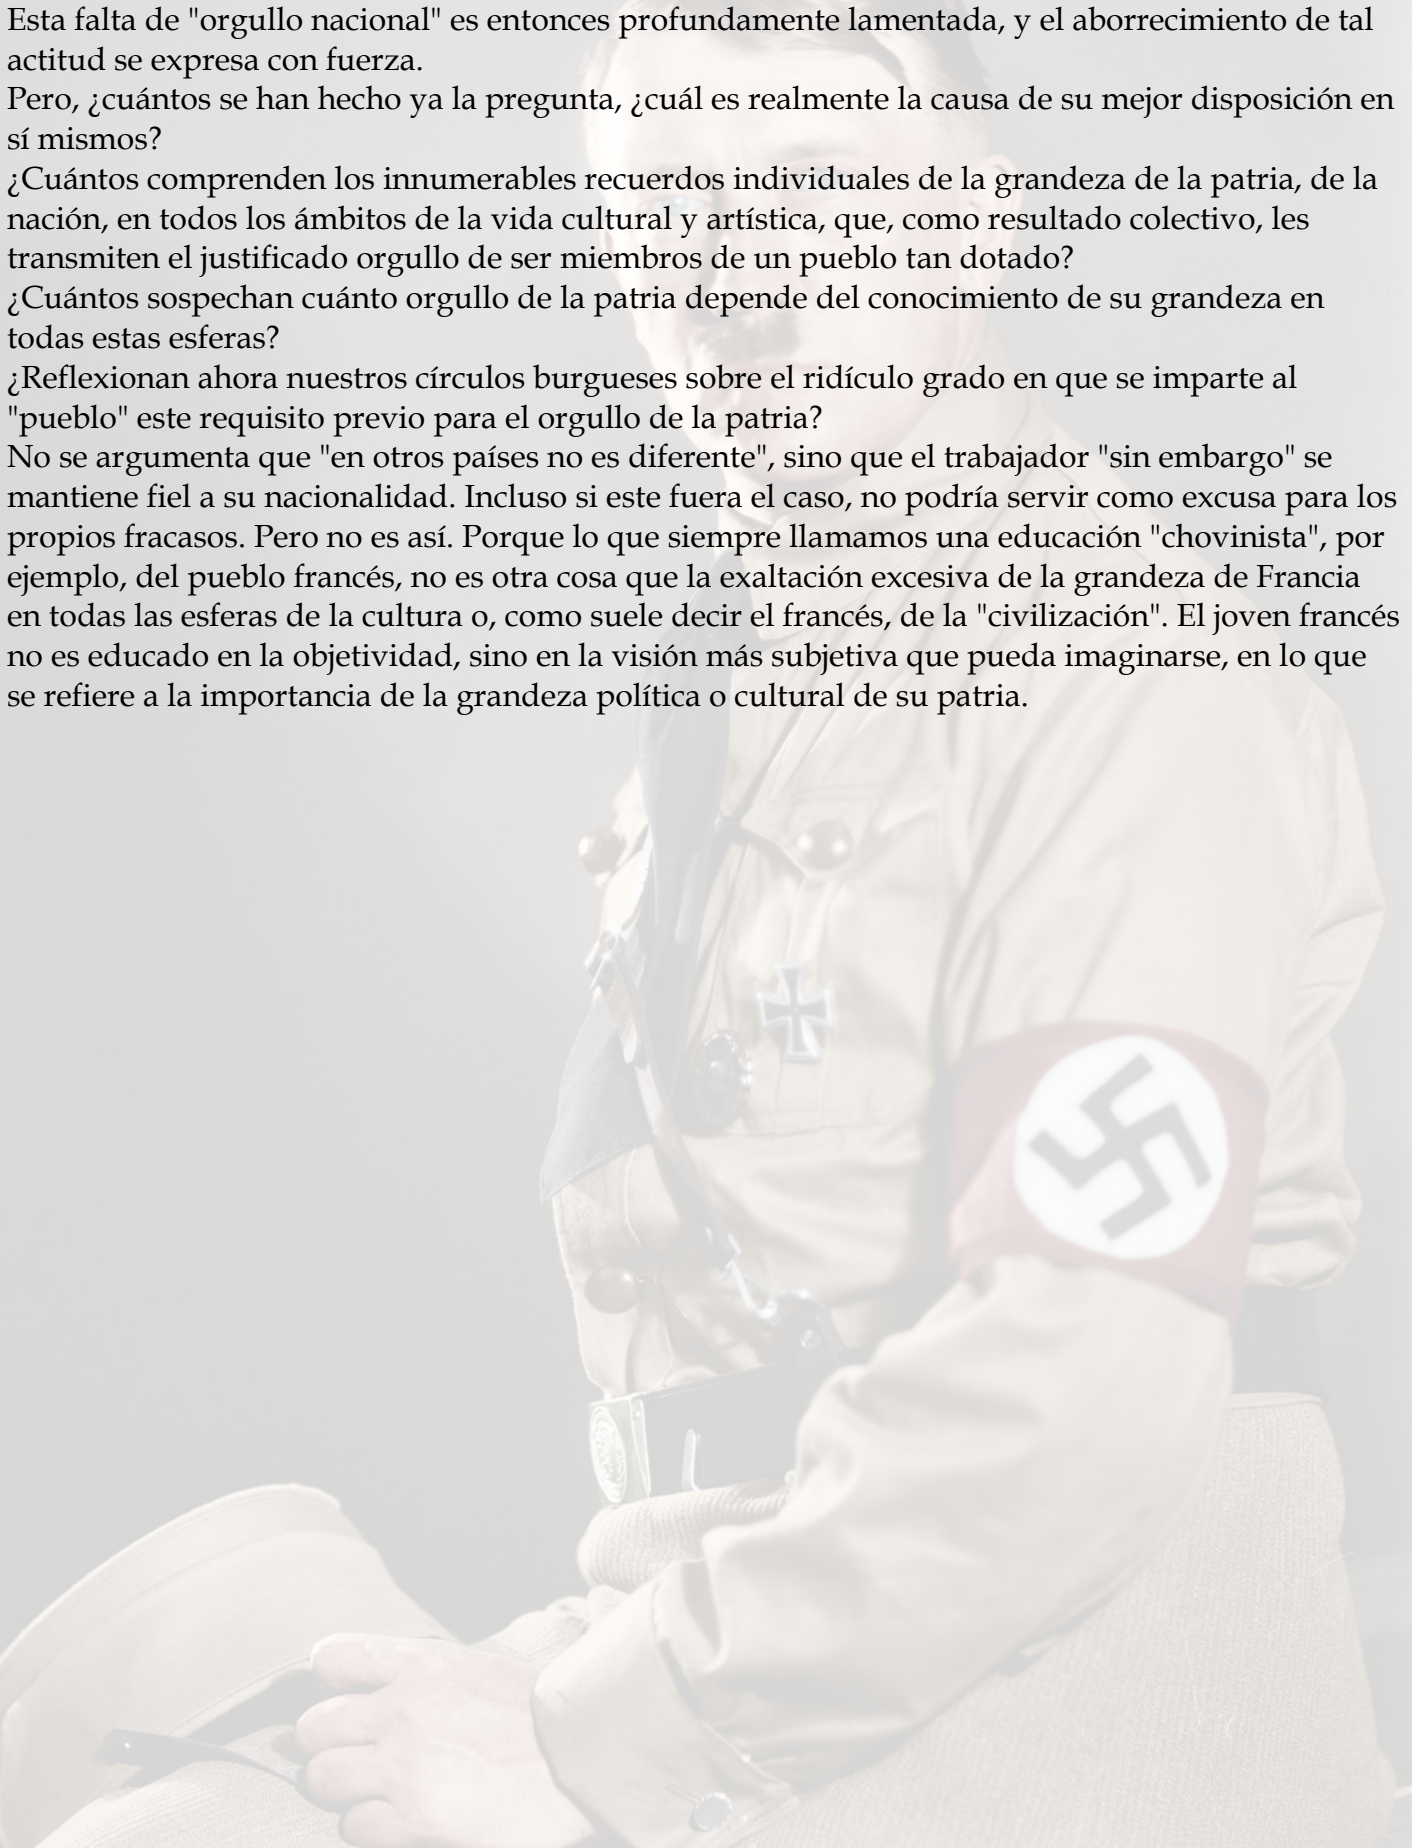 Esta falta de "orgullo nacional" es entonces profundamente lamentada, y el aborrecimiento de tal
actitud se expresa con fuerza.
Pero, ¿cuántos se han hecho ya la pregunta, ¿cuál es realmente la causa de su mejor disposición en
sí mismos?
¿Cuántos comprenden los innumerables recuerdos individuales de la grandeza de la patria, de la
nación, en todos los ámbitos de la vida cultural y artística, que, como resultado colectivo, les
transmiten el justificado orgullo de ser miembros de un pueblo tan dotado?
¿Cuántos sospechan cuánto orgullo de la patria depende del conocimiento de su grandeza en
todas estas esferas?
¿Reflexionan ahora nuestros círculos burgueses sobre el ridículo grado en que se imparte al
"pueblo" este requisito previo para el orgullo de la patria?
No se argumenta que "en otros países no es diferente", sino que el trabajador "sin embargo" se
mantiene fiel a su nacionalidad. Incluso si este fuera el caso, no podría servir como excusa para los
propios fracasos. Pero no es así. Porque lo que siempre llamamos una educación "chovinista", por
ejemplo, del pueblo francés, no es otra cosa que la exaltación excesiva de la grandeza de Francia
en todas las esferas de la cultura o, como suele decir el francés, de la "civilización". El joven francés
no es educado en la objetividad, sino en la visión más subjetiva que pueda imaginarse, en lo que
se refiere a la importancia de la grandeza política o cultural de su patria.